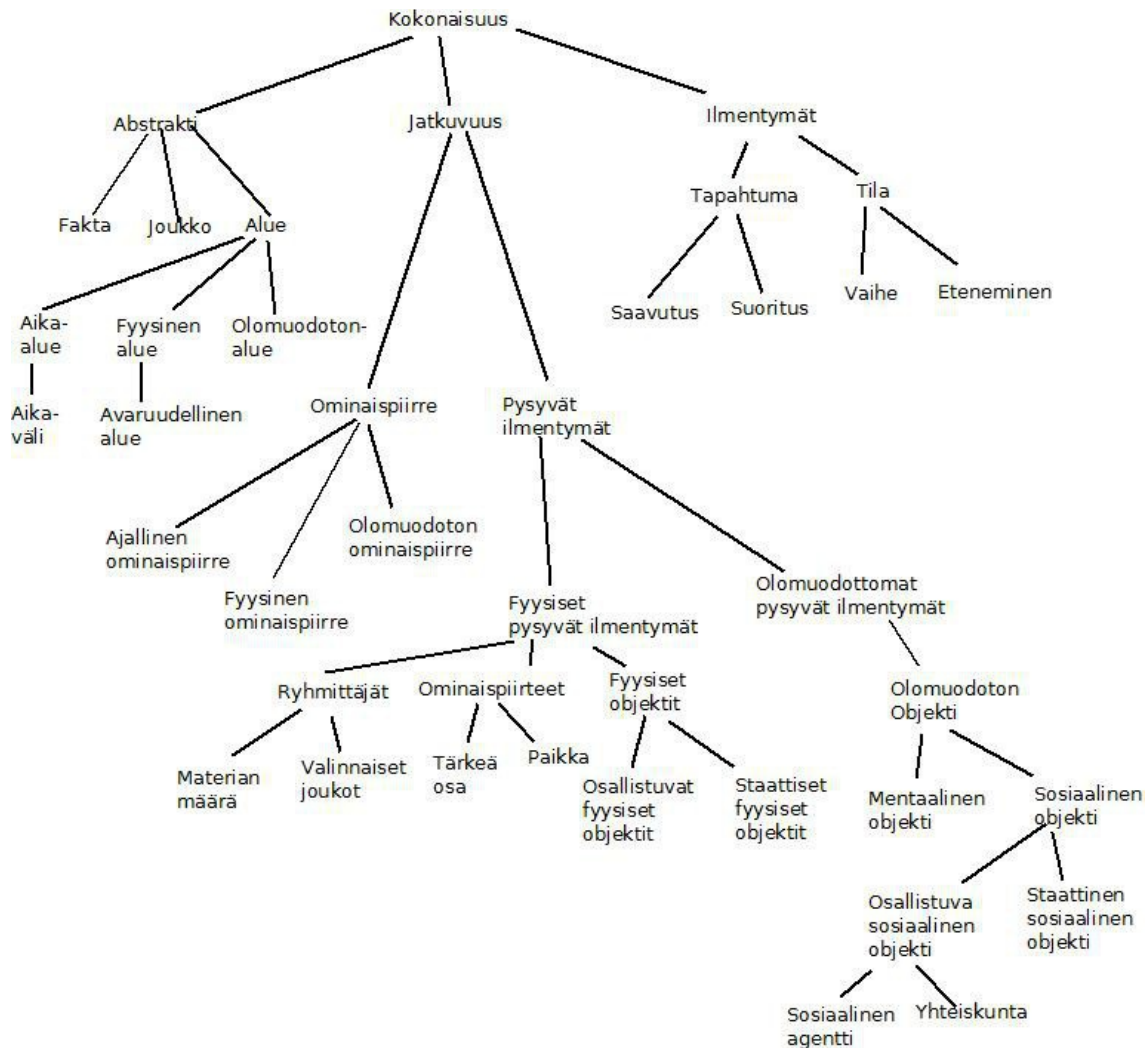 Kokonaisuus
Abstrakti
Jatkuvuus
Ilmentymät
Fakta
Joukko
Alue
Tapahtuma
Tila
Saavutus
Suoritus
Vaihe
Eteneminen
Aika-
alue
Fyysinen
alue
Olomuodoton-
alue
Aika-
väli
Avaruudellinen
alue
Ominaispiirre
Pysyvät
ilmentymät
Ajallinen
ominaispiirre
Fyysinen
ominaispiirre
Olomuodoton
ominaispiirre
Fyysiset
pysyvät ilmentymät
Olomuodottomat
pysyvät ilmentymät
Ryhmittäjät
Ominaispiirteet
Fyysiset
objektit
Olomuodoton
Objekti
Materian
määrä
Valinnaiset
joukot
Tärkeä
osa
Paikka
Osallistuvat
fyysiset
objektit
Staattiset
fyysiset
objektit
Mentaalinen
objekti
Sosiaalinen
objekti
Osallistuva
sosiaalinen
objekti
Staattinen
sosiaalinen
objekti
Sosiaalinen
agentti
Yhteiskunta